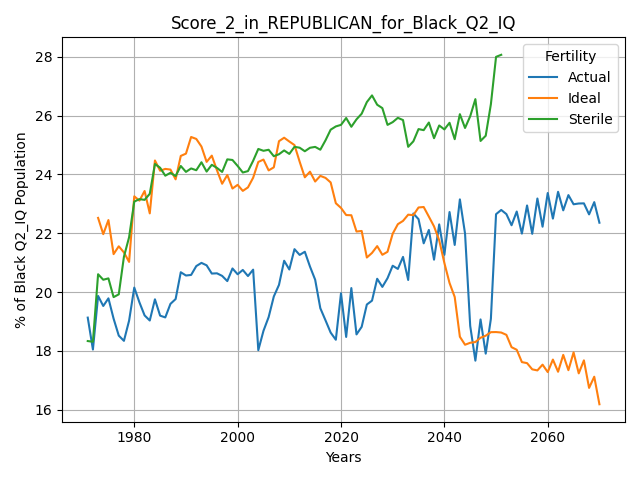 Score_2_in_REPUBLICAN_for_Black_Q2_IQ
Fertility
Actual
Ideal
Sterile
% of Black Q2_IQ Population
28
26
24
22
20
18
16
1980
2000
2020
2040
2060
Years